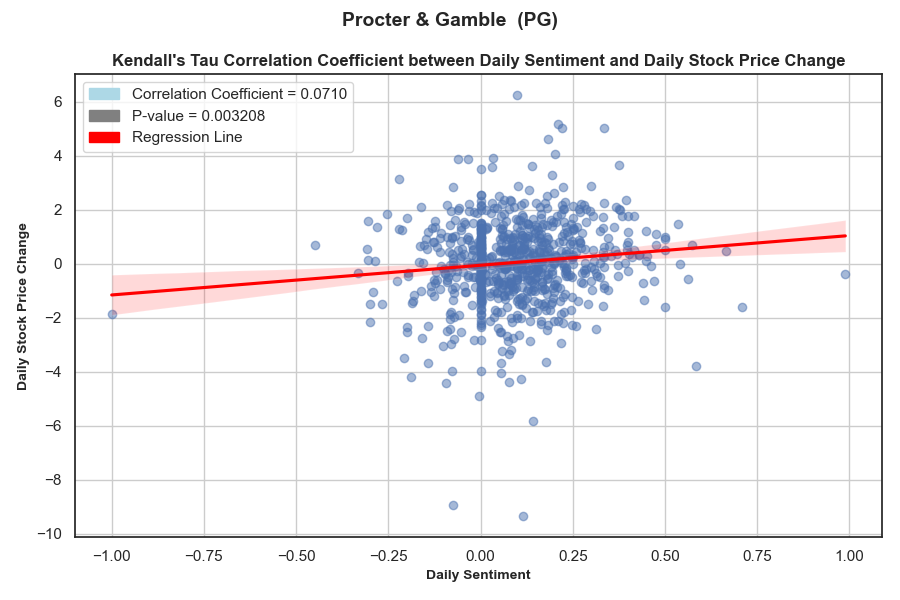 Procter & Gamble  (PG)
Kendall's Tau Correlation Coefficient between Daily Sentiment and Daily Stock Price Change
Correlation Coefficient = 0.0710
P-value = 0.003208
Regression Line
Daily Stock Price Change
6
4
2
0
−2
−4
−6
−8
−10
−1.00 −0.75 −0.50 −0.25 0.00 0.25 0.50 0.75 1.00
Daily Sentiment